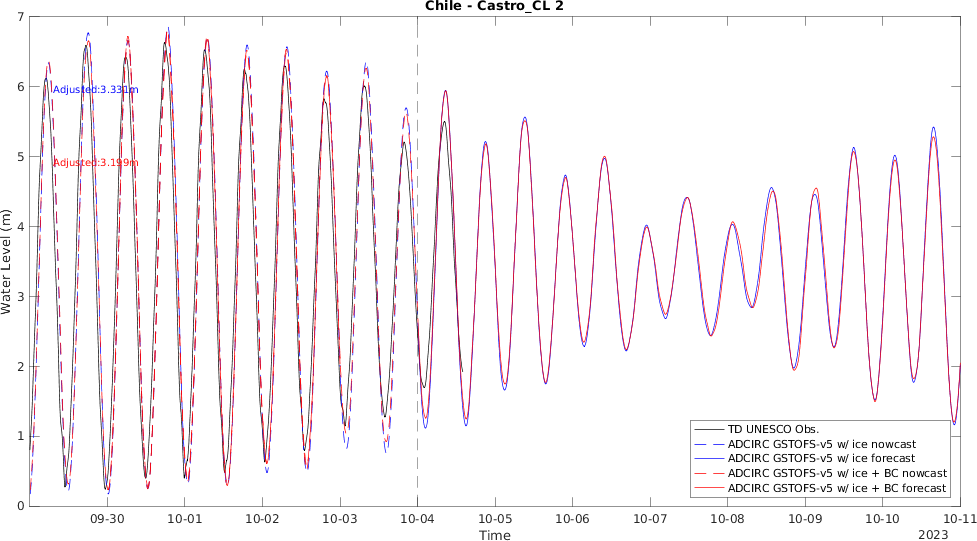 Chile - Castro_CL 2
Water Level (m)
7
6
5
4
3
2
1
0
Adjusted:3.331m
Adjusted:3.199m
TD UNESCO Obs.
ADCIRC GSTOFS-v5 w/ ice nowcast
ADCIRC GSTOFS-v5 w/ ice forecast
ADCIRC GSTOFS-v5 w/ ice + BC nowcast
ADCIRC GSTOFS-v5 w/ ice + BC forecast
09-30 10-01 10-02 10-03 10-04 10-05 10-06 10-07 10-08 10-09 10-10 10-11
Time
2023